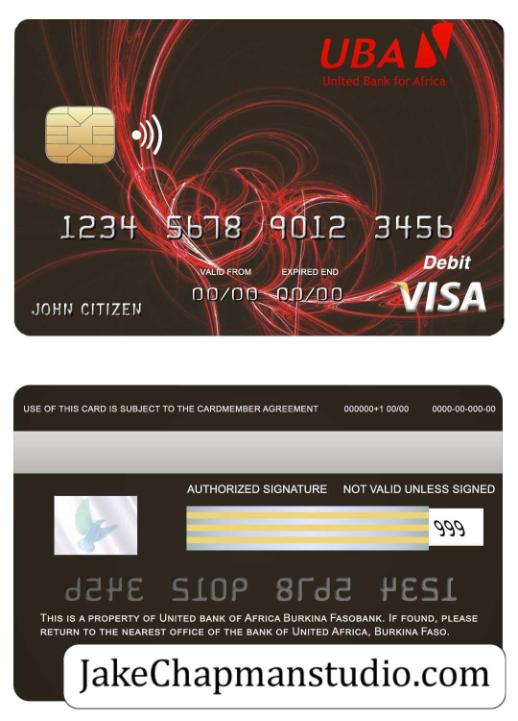 UBA
United Bank for Africa
1234 5678 9012 3456
Debit
VALID FROM EXPIRED END
00/00 00/00
VISA
JOHN CITIZEN
USE OF THIS CARD IS SUBJECT TO THE CARDMEMBER AGREEMENT 000000+1 00/00 0000-00-000-00
AUTHORIZED SIGNATURE NOT VALID UNLESS SIGNED
999
THIS IS A PROPERTY OF UNITED BANK OF AFRICA BURKINA FASOBANK. IF FOUND, PLEASE
RETURN TO THE NEAREST OFFICE OF THE BANK OF UNITED AFRICA, BURKINA FASO.
JakeChapmanstudio.com